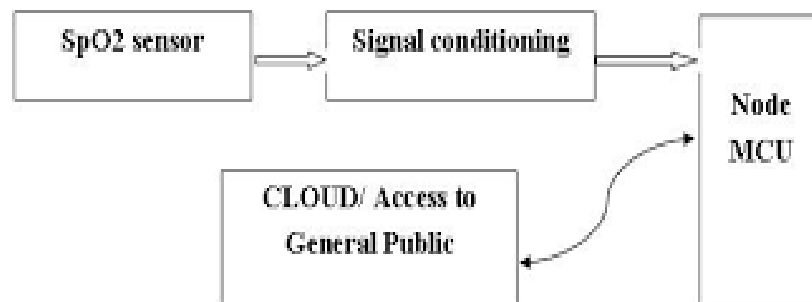 SpO2 sensor
Signal conditioning
Node
MCU
CLOUD/ Access to
General Public